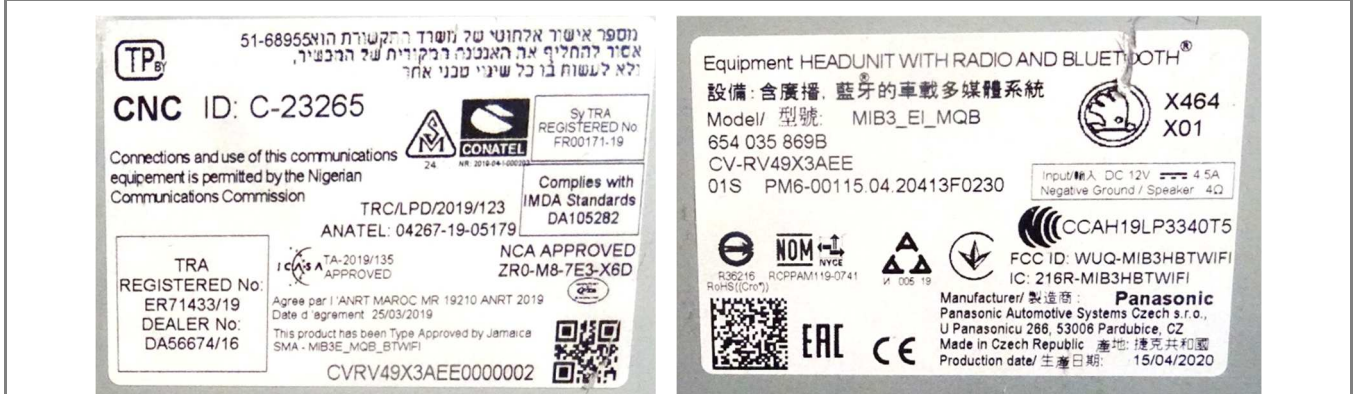 מספר אישור אלחוטי של משרד התקשורת הוא 51-68955
אסור להחליף את האנטנה המקורית של המכשיר,
ולא לעשות בו כל שינוי טכני אחר
TP BY
CNC ID: C-23265
24
CONATEL
Sy TRA
REGISTERED No
FR00171-19
Connections and use of this communications
equipement is permitted by the Nigerian
Communications Commission
Complies with
IMDA Standards
DA105282
TRC/LPD/2019/123
ANATEL: 04267-19-05179
TRA
REGISTERED No:
ER71433/19
DEALER No:
DA56674/16
ICASA TA-2019/135
APPROVED
NCA APPROVED
ZR0-M8-7E3-X6D
Agree par l 'ANRT MAROC MR 19210 ANRT 2019
Date d 'agrement 25/03/2019
This product has been Type Approved by Jamaica
SMA - MIB3E_MQB_BTWIFI
CVRV49X3AEE0000002
Equipment HEADUNIT WITH RADIO AND BLUETOOTH®
設備:含廣播, 藍牙®的車載多媒體系統
Model/ 型號: MIB3_EI_MQB
654 035 869B
CV-RV49X3AEE
01S PM6-00115.04.20413F0230
X464
X01
Input/輸入 DC 12V 4.5A
Negative Ground / Speaker 4Ω
R36216
RoHS((Cro*))
NOM NYCE
RCPPAM119-0741
И 005 19
CCAH19LP3340T5
FCC ID: WUQ-MIB3HBTWIFI
IC: 216R-MIB3HBTWIFI
EAC CE
Manufacturer/ 製造商: Panasonic
Panasonic Automotive Systems Czech s.r.o.,
U Panasonicu 266, 53006 Pardubice, CZ
Made in Czech Republic 產地: 捷克共和國
Production date/ 生產日期: 15/04/2020